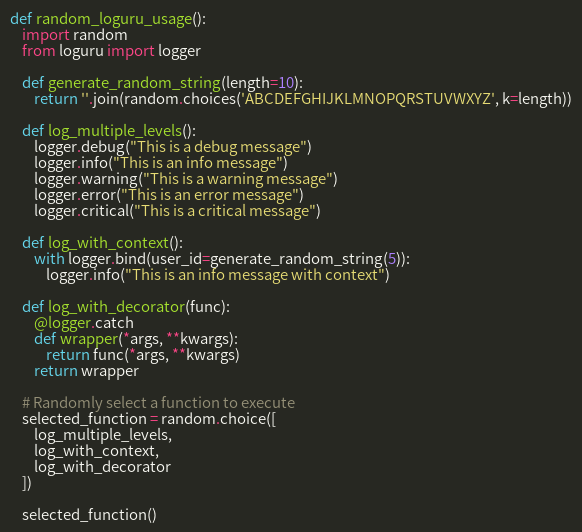 def random_loguru_usage():
    import random
    from loguru import logger

    def generate_random_string(length=10):
        return ''.join(random.choices('ABCDEFGHIJKLMNOPQRSTUVWXYZ', k=length))

    def log_multiple_levels():
        logger.debug("This is a debug message")
        logger.info("This is an info message")
        logger.warning("This is a warning message")
        logger.error("This is an error message")
        logger.critical("This is a critical message")

    def log_with_context():
        with logger.bind(user_id=generate_random_string(5)):
            logger.info("This is an info message with context")

    def log_with_decorator(func):
        @logger.catch
        def wrapper(*args, **kwargs):
            return func(*args, **kwargs)
        return wrapper

    # Randomly select a function to execute
    selected_function = random.choice([
        log_multiple_levels,
        log_with_context,
        log_with_decorator
    ])

    selected_function()